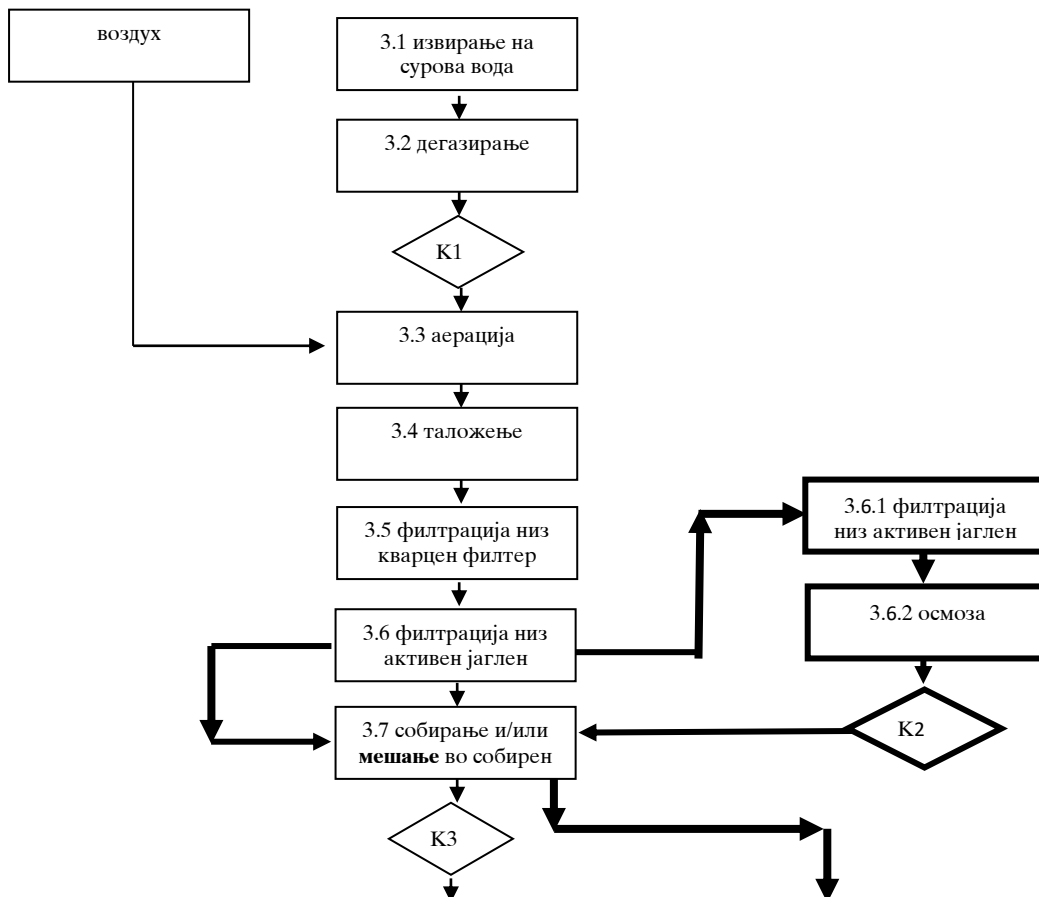 воздух
3.1 извирање на
сурова вода
3.2 дегазирање
К1
3.3 аерација
3.4 таложење
3.5 филтрација низ
кварцен филтер
3.6.1 филтрација
низ активен јаглен
3.6 филтрација низ
активен јаглен
3.6.2 осмоза
3.7 собирање и/или
мешање во собирен
К2
К3